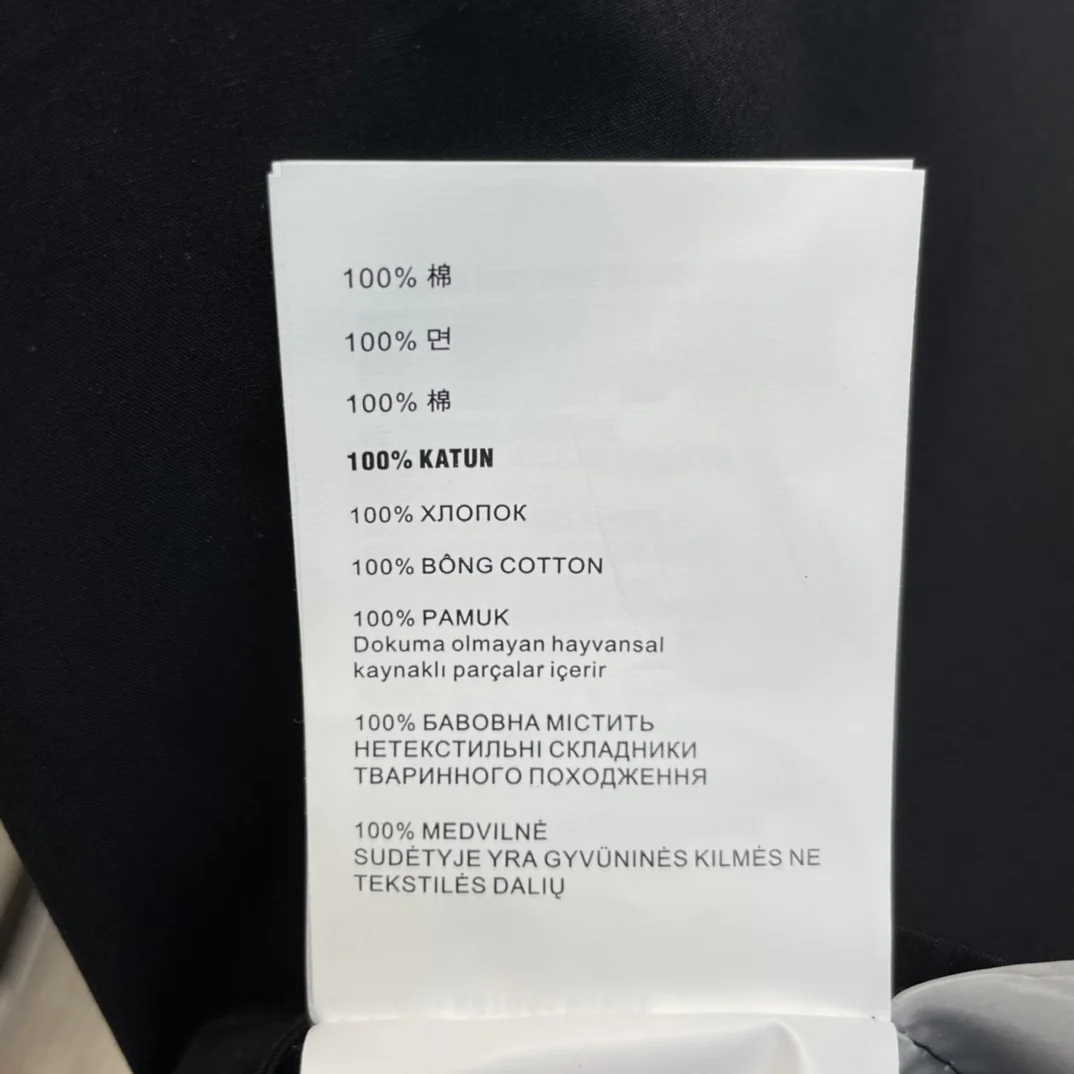 100% 棉
100% 면
100% 棉
100% KATUN
100% ХЛОПОК
100% BÔNG COTTON
100% PAMUK
Dokuma olmayan hayvansal
kaynaklı parçalar içerir
100% БАВОВНА МІСТИТЬ
НЕТЕКСТИЛЬНІ СКЛАДНИКИ
ТВАРИННОГО ПОХОДЖЕННЯ
100% MEDVILNĖ
SUDĖTYJE YRA GYVŪNINĖS KILMĖS NE
TEKSTILĖS DALIŲ